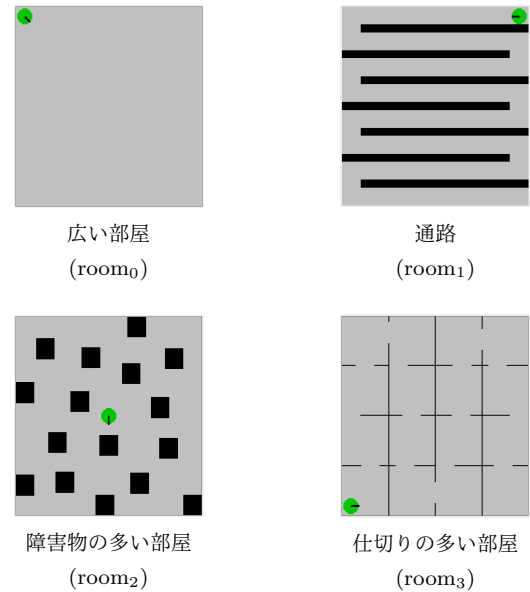 広い部屋
(room₀)
通路
(room₁)
障害物の多い部屋
(room₂)
仕切りの多い部屋
(room₃)